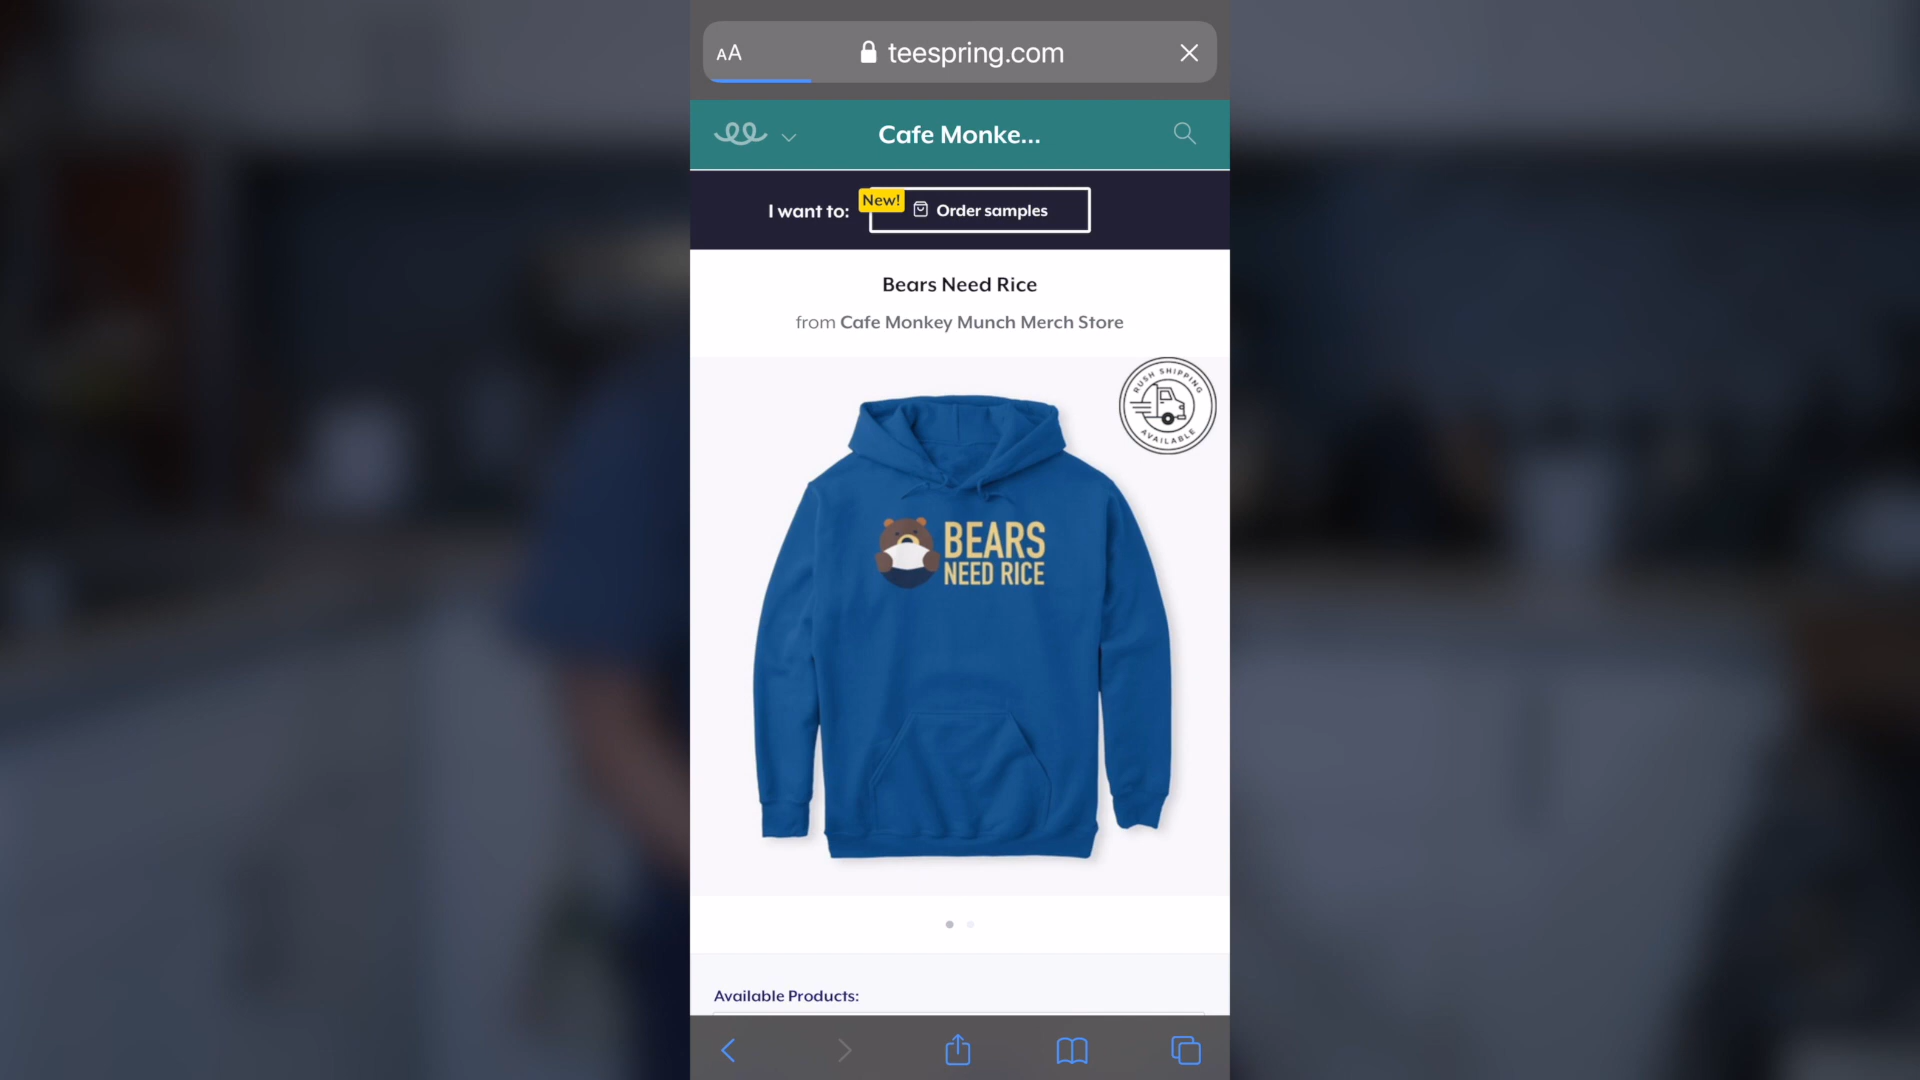 AA
teespring.com
Cafe Monke...
I want to:
New!
Order samples
Bears Need Rice
from Cafe Monkey Munch Merch Store
RUSH SHIPPING
AVAILABLE
BEARS
NEED RICE
Available Products: